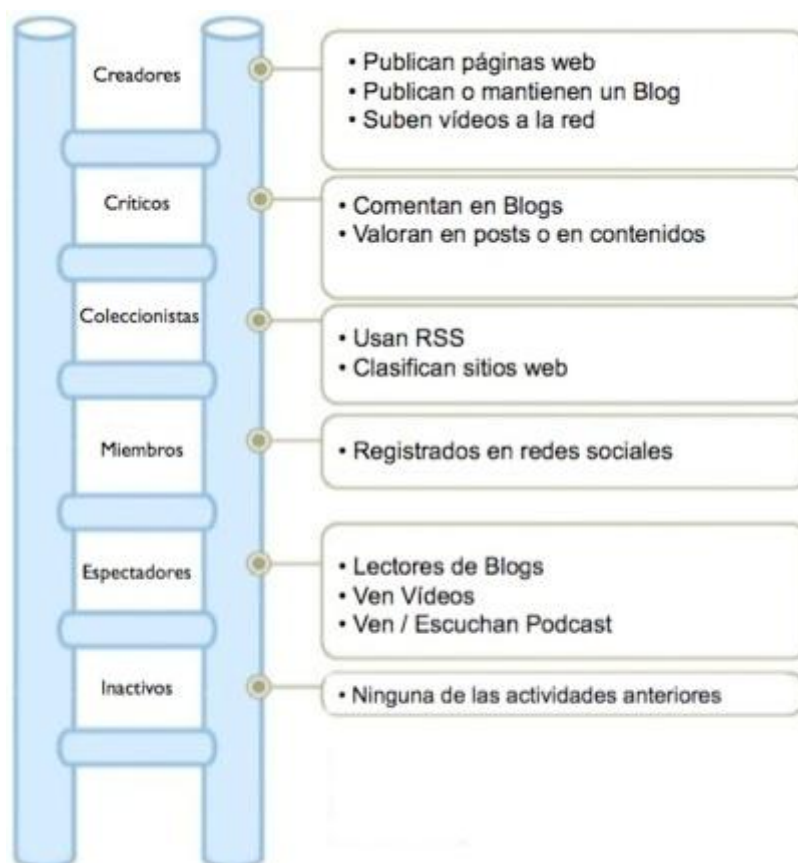 Creadores
• Publican páginas web
• Publican o mantienen un Blog
• Suben vídeos a la red
Críticos
• Comentan en Blogs
• Valoran en posts o en contenidos
Coleccionistas
• Usan RSS
• Clasifican sitios web
Miembros
• Registrados en redes sociales
Espectadores
• Lectores de Blogs
• Ven Vídeos
• Ven / Escuchan Podcast
Inactivos
• Ninguna de las actividades anteriores